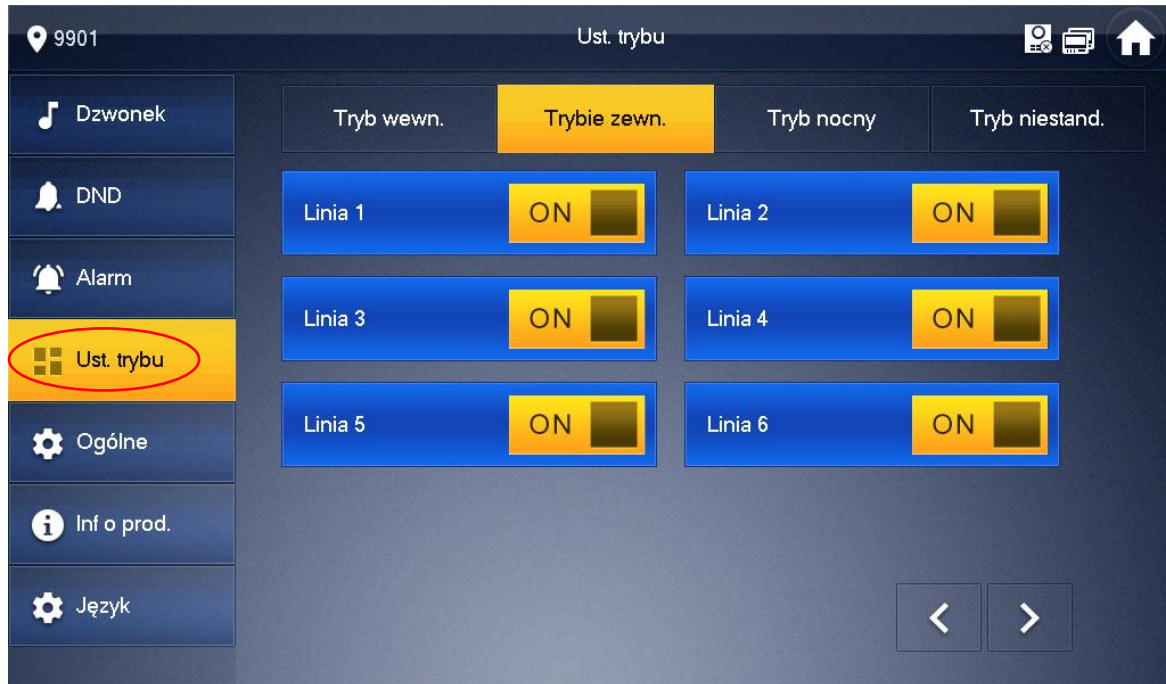 9901
Ust. trybu
Dzwonek
DND
Alarm
Ust. trybu
Ogólne
Inf o prod.
Język
Tryb wewn.
Trybie zewn.
Tryb nocny
Tryb niestand.
Linia 1 ON
Linia 2 ON
Linia 3 ON
Linia 4 ON
Linia 5 ON
Linia 6 ON